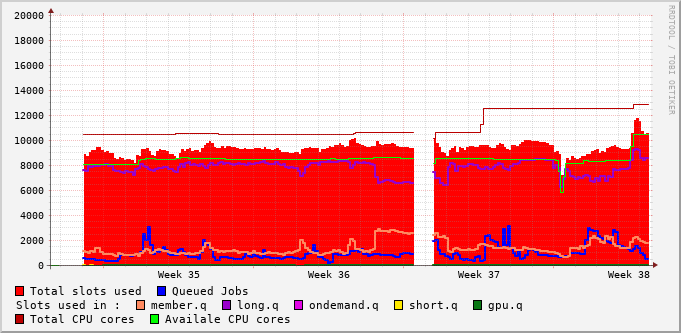 20000
18000
16000
14000
12000
10000
8000
6000
4000
2000
0
Week 35 Week 36 Week 37 Week 38
RRDTOOL / TOBI OETIKER
Total slots used Queued Jobs
Slots used in : member.q long.q ondemand.q short.q gpu.q
Total CPU cores Availale CPU cores